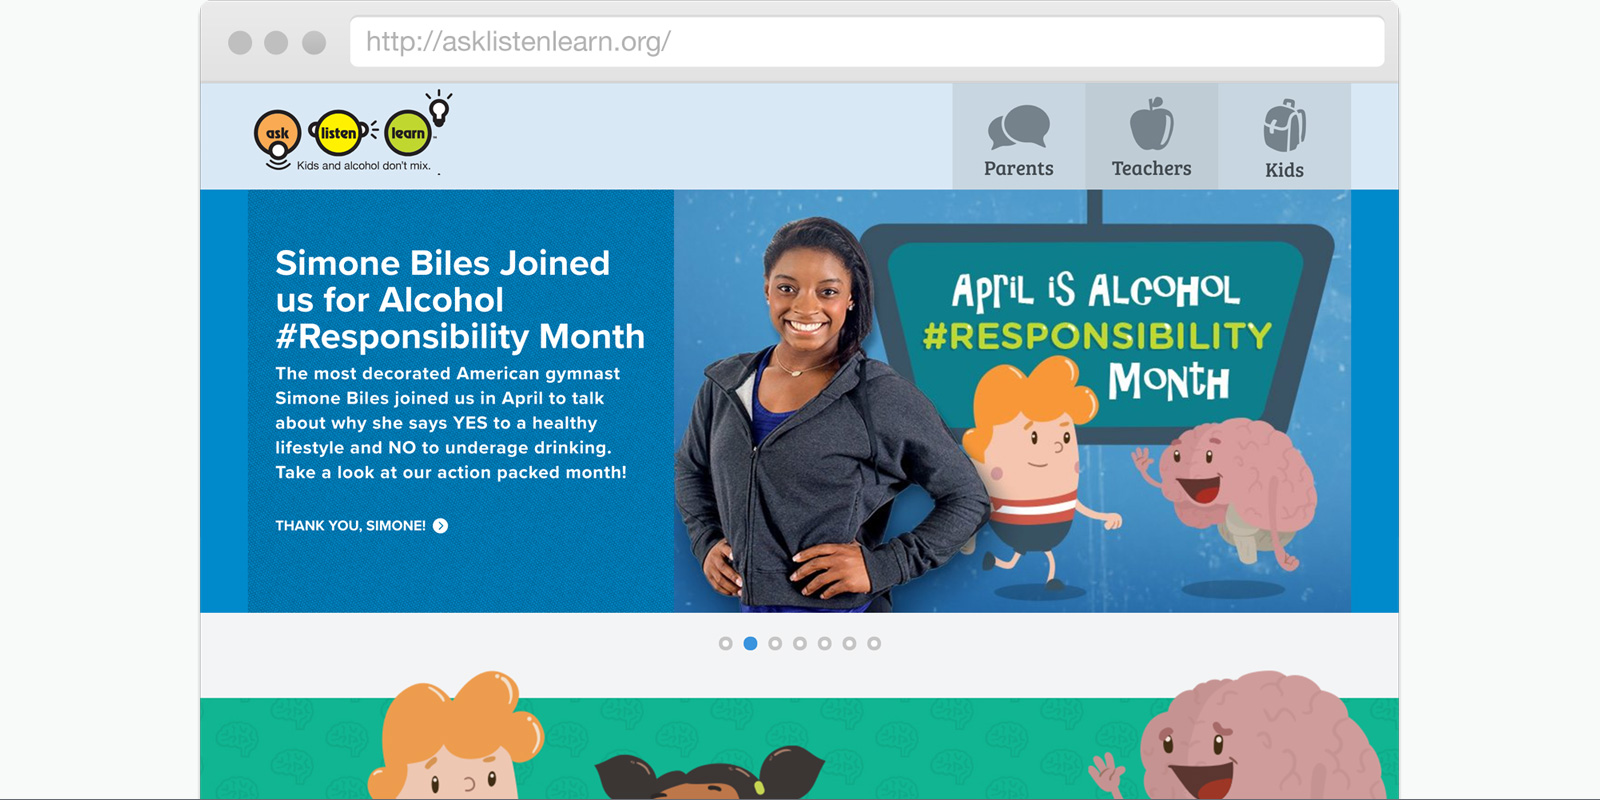 http://asklistenlearn.org/
ask listen learn
Kids and alcohol don't mix.
Parents
Teachers
Kids
Simone Biles Joined
us for Alcohol
#Responsibility Month
The most decorated American gymnast
Simone Biles joined us in April to talk
about why she says YES to a healthy
lifestyle and NO to underage drinking.
Take a look at our action packed month!
THANK YOU, SIMONE!
APRIL iS ALCOHOL
#RESPONSIBILITY
MONTH